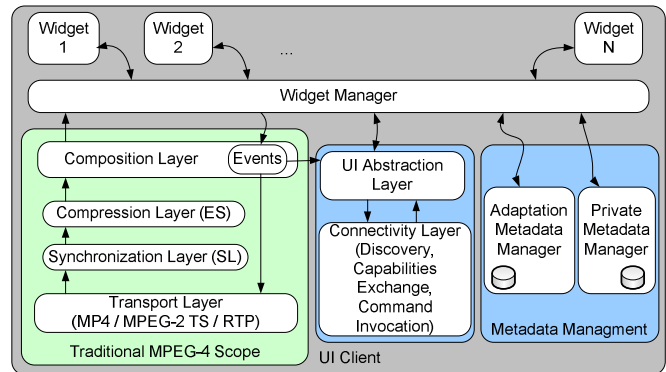 Widget
1
Widget
2
...
Widget
N
Widget Manager
Composition Layer
Events
Compression Layer (ES)
Synchronization Layer (SL)
Transport Layer
(MP4 / MPEG-2 TS / RTP)
Traditional MPEG-4 Scope
UI Abstraction
Layer
Connectivity Layer
(Discovery,
Capabilities
Exchange,
Command
Invocation)
UI Client
Adaptation
Metadata
Manager
Private
Metadata
Manager
Metadata Managment